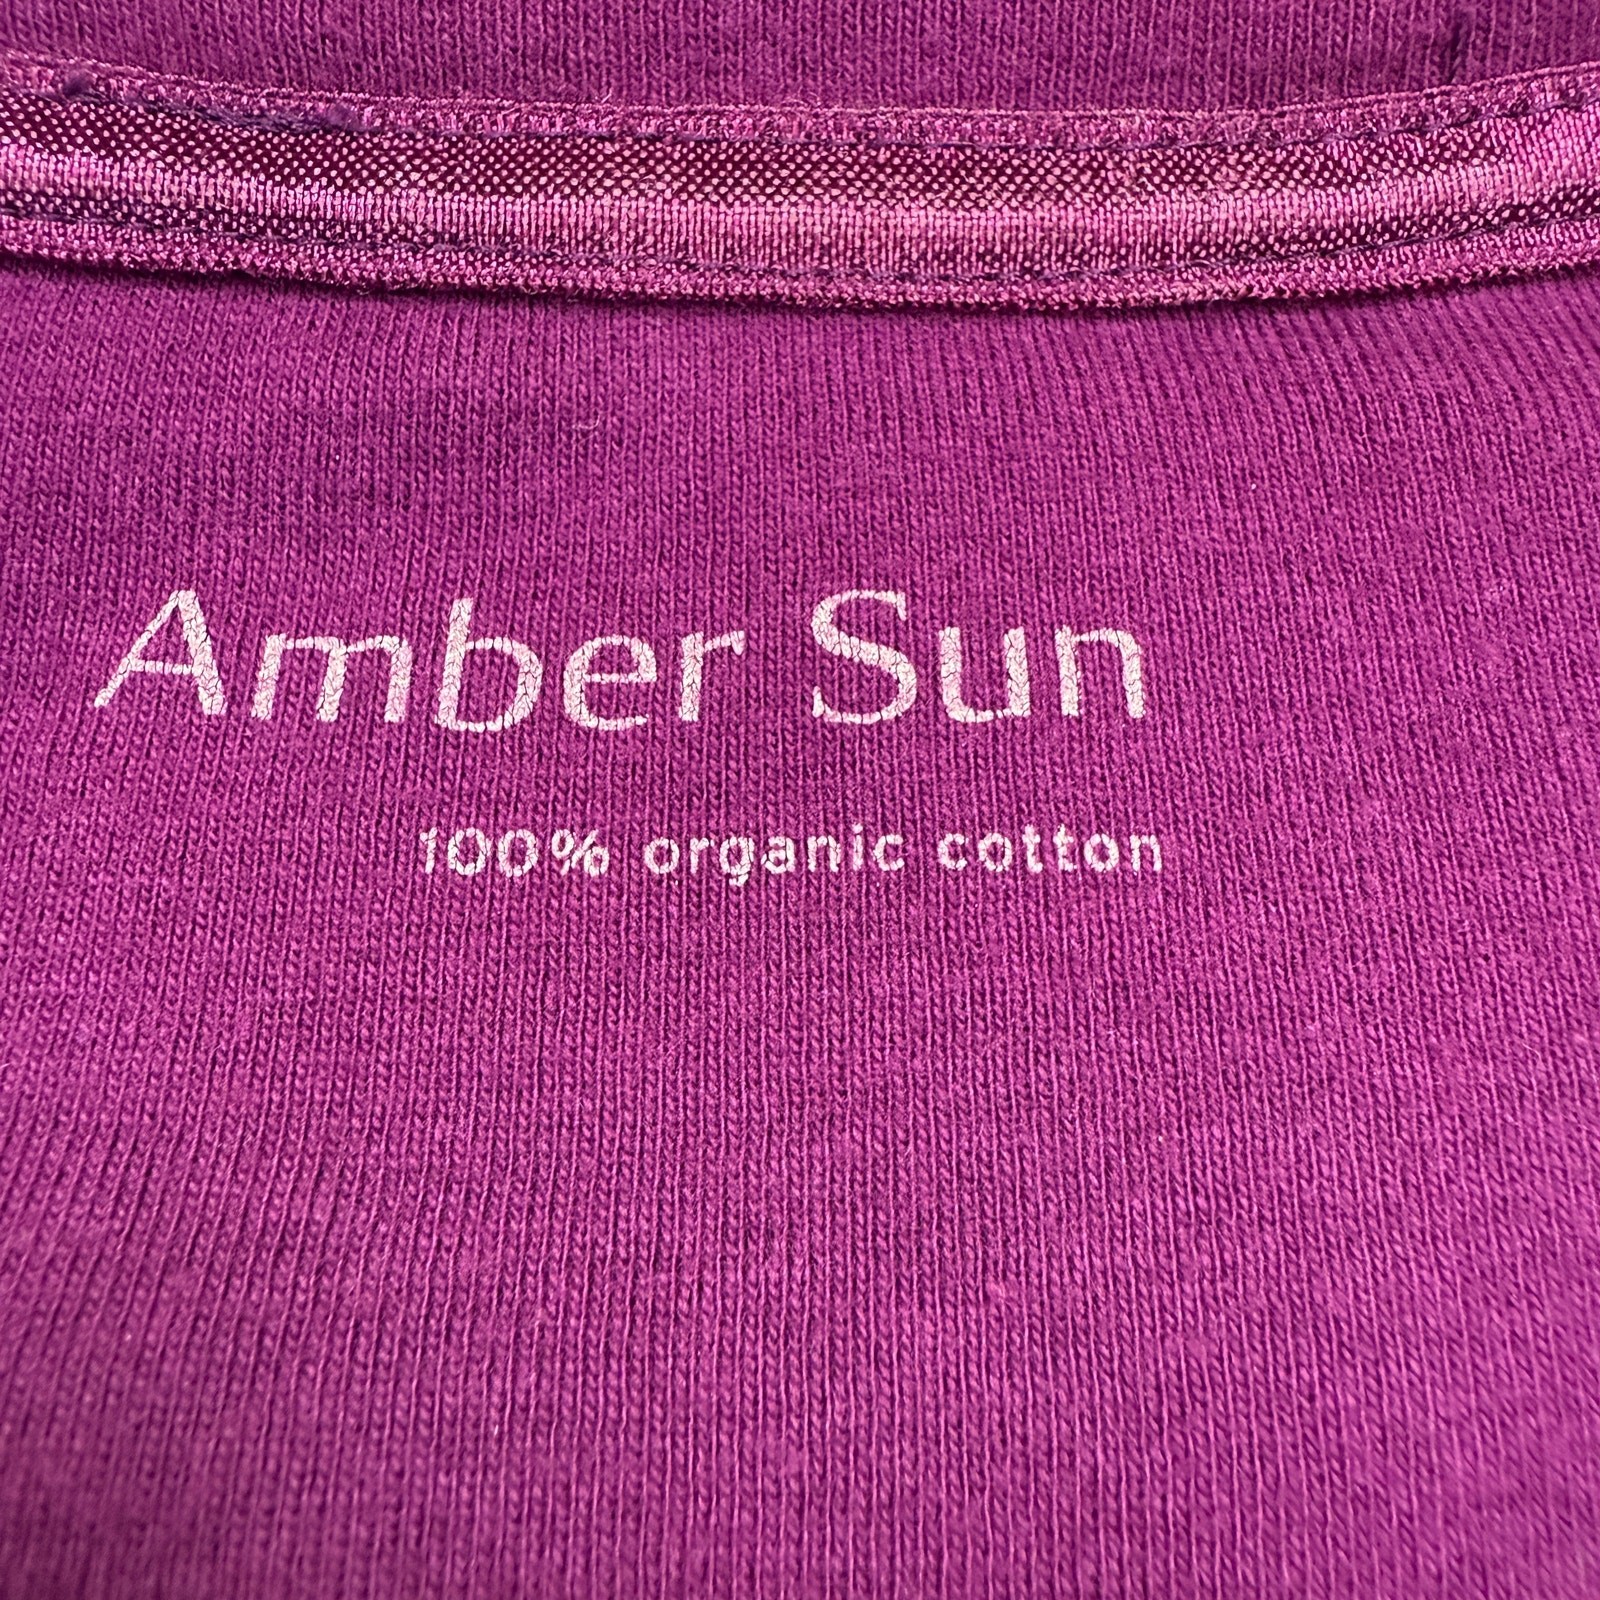 Amber Sun
100% organic cotton